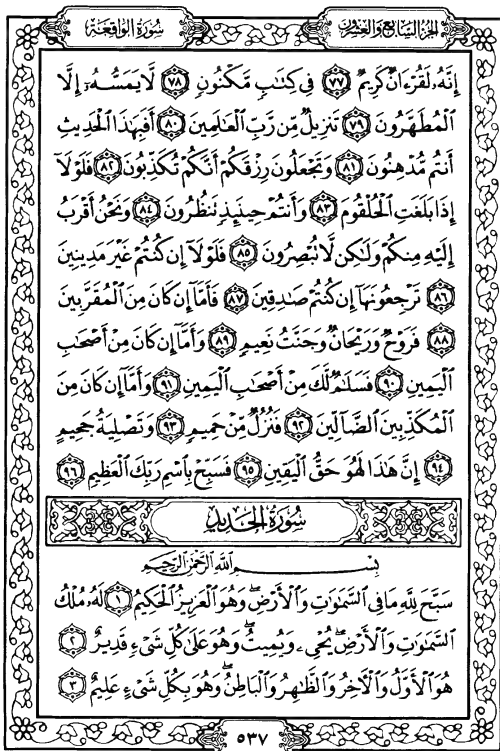 الجزء السابع والعشرون
سورة الواقعة
إِنَّهُۥ لَقُرْءَانٌ كَرِيمٌ ٧٧ فِى كِتَٰبٍ مَّكْنُونٍ ٧٨ لَّا يَمَسُّهُۥٓ إِلَّا
ٱلْمُطَهَّرُونَ ٧٩ تَنزِيلٌ مِّن رَّبِّ ٱلْعَٰلَمِينَ ٨٠ أَفَبِهَٰذَا ٱلْحَدِيثِ
أَنتُم مُّدْهِنُونَ ٨١ وَتَجْعَلُونَ رِزْقَكُمْ أَنَّكُمْ تُكَذِّبُونَ ٨٢ فَلَوْلَآ
إِذَا بَلَغَتِ ٱلْحُلْقُومَ ٨٣ وَأَنتُمْ حِينَئِذٍ تَنظُرُونَ ٨٤ وَنَحْنُ أَقْرَبُ
إِلَيْهِ مِنكُمْ وَلَٰكِن لَّا تُبْصِرُونَ ٨٥ فَلَوْلَآ إِن كُنتُمْ غَيْرَ مَدِينِينَ
٨٦ تَرْجِعُونَهَآ إِن كُنتُمْ صَٰدِقِينَ ٨٧ فَأَمَّآ إِن كَانَ مِنَ ٱلْمُقَرَّبِينَ
٨٨ فَرَوْحٌ وَرَيْحَانٌ وَجَنَّتُ نَعِيمٍ ٨٩ وَأَمَّآ إِن كَانَ مِنْ أَصْحَٰبِ
ٱلْيَمِينِ ٩٠ فَسَلَٰمٌ لَّكَ مِنْ أَصْحَٰبِ ٱلْيَمِينِ ٩١ وَأَمَّآ إِن كَانَ مِنَ
ٱلْمُكَذِّبِينَ ٱلضَّآلِّينَ ٩٢ فَنُزُلٌ مِّنْ حَمِيمٍ ٩٣ وَتَصْلِيَةُ جَحِيمٍ
٩٤ إِنَّ هَٰذَا لَهُوَ حَقُّ ٱلْيَقِينِ ٩٥ فَسَبِّحْ بِٱسْمِ رَبِّكَ ٱلْعَظِيمِ ٩٦
سورة الحديد
بِسْمِ ٱللَّهِ ٱلرَّحْمَٰنِ ٱلرَّحِيمِ
سَبَّحَ لِلَّهِ مَا فِى ٱلسَّمَٰوَٰتِ وَٱلْأَرْضِ ۖ وَهُوَ ٱلْعَزِيزُ ٱلْحَكِيمُ ١ لَهُۥ مُلْكُ
ٱلسَّمَٰوَٰتِ وَٱلْأَرْضِ ۖ يُحْىِۦ وَيُمِيتُ ۖ وَهُوَ عَلَىٰ كُلِّ شَىْءٍ قَدِيرٌ ٢
هُوَ ٱلْأَوَّلُ وَٱلْءَاخِرُ وَٱلظَّٰهِرُ وَٱلْبَاطِنُ ۖ وَهُوَ بِكُلِّ شَىْءٍ عَلِيمٌ ٣
٥٣٧